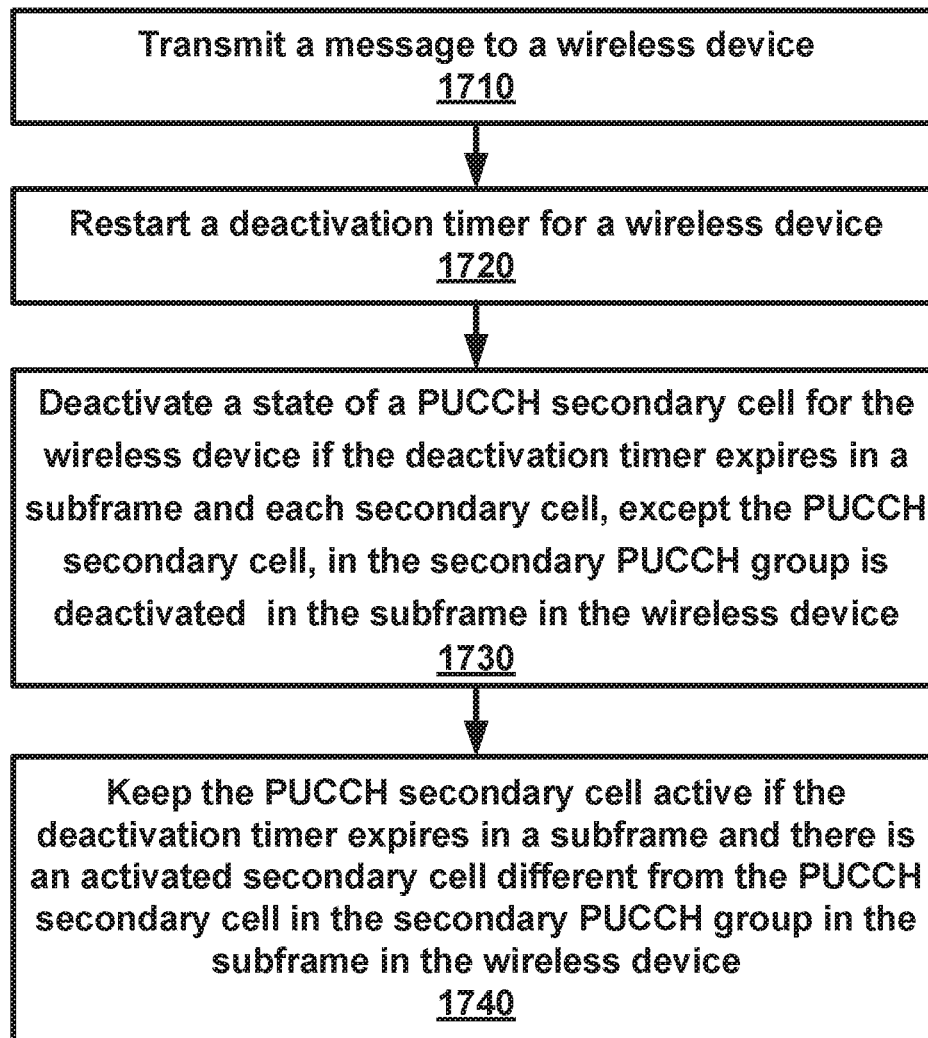 Transmit a message to a wireless device
1710
Restart a deactivation timer for a wireless device
1720
Deactivate a state of a PUCCH secondary cell for the
wireless device if the deactivation timer expires in a
subframe and each secondary cell, except the PUCCH
secondary cell, in the secondary PUCCH group is
deactivated in the subframe in the wireless device
1730
Keep the PUCCH secondary cell active if the
deactivation timer expires in a subframe and there is
an activated secondary cell different from the PUCCH
secondary cell in the secondary PUCCH group in the
subframe in the wireless device
1740